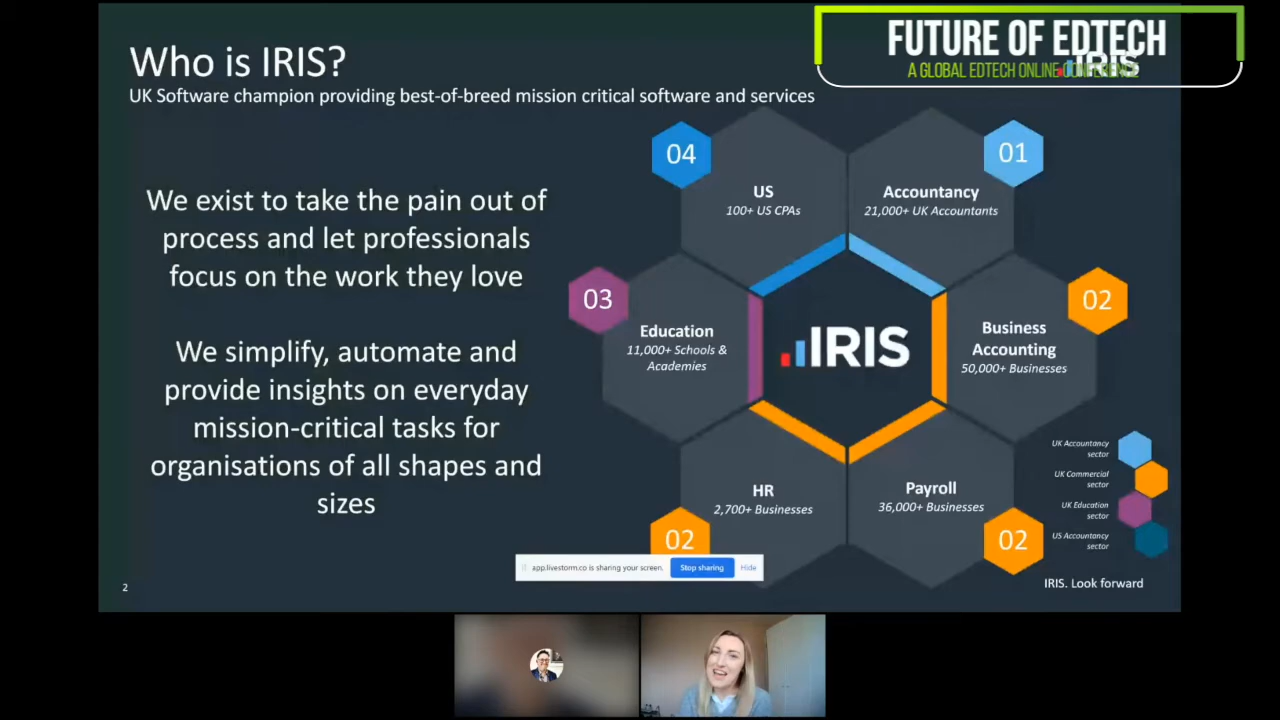 Who is IRIS?
UK Software champion providing best-of-breed mission critical software and services
FUTURE OF EDTECH
A GLOBAL EDTECH ONLINE CONFERENCE
IRIS
We exist to take the pain out of
process and let professionals
focus on the work they love
We simplify, automate and
provide insights on everyday
mission-critical tasks for
organisations of all shapes and
sizes
04
US
100+ US CPAs
01
Accountancy
21,000+ UK Accountants
03
Education
11,000+ Schools &
Academies
IRIS
02
Business
Accounting
50,000+ Businesses
HR
2,700+ Businesses
02
Payroll
36,000+ Businesses
02
UK Accountancy
sector
UK Commercial
sector
UK Education
sector
US Accountancy
sector
app.livestorm.co is sharing your screen.
Stop sharing
Hide
2
IRIS. Look forward